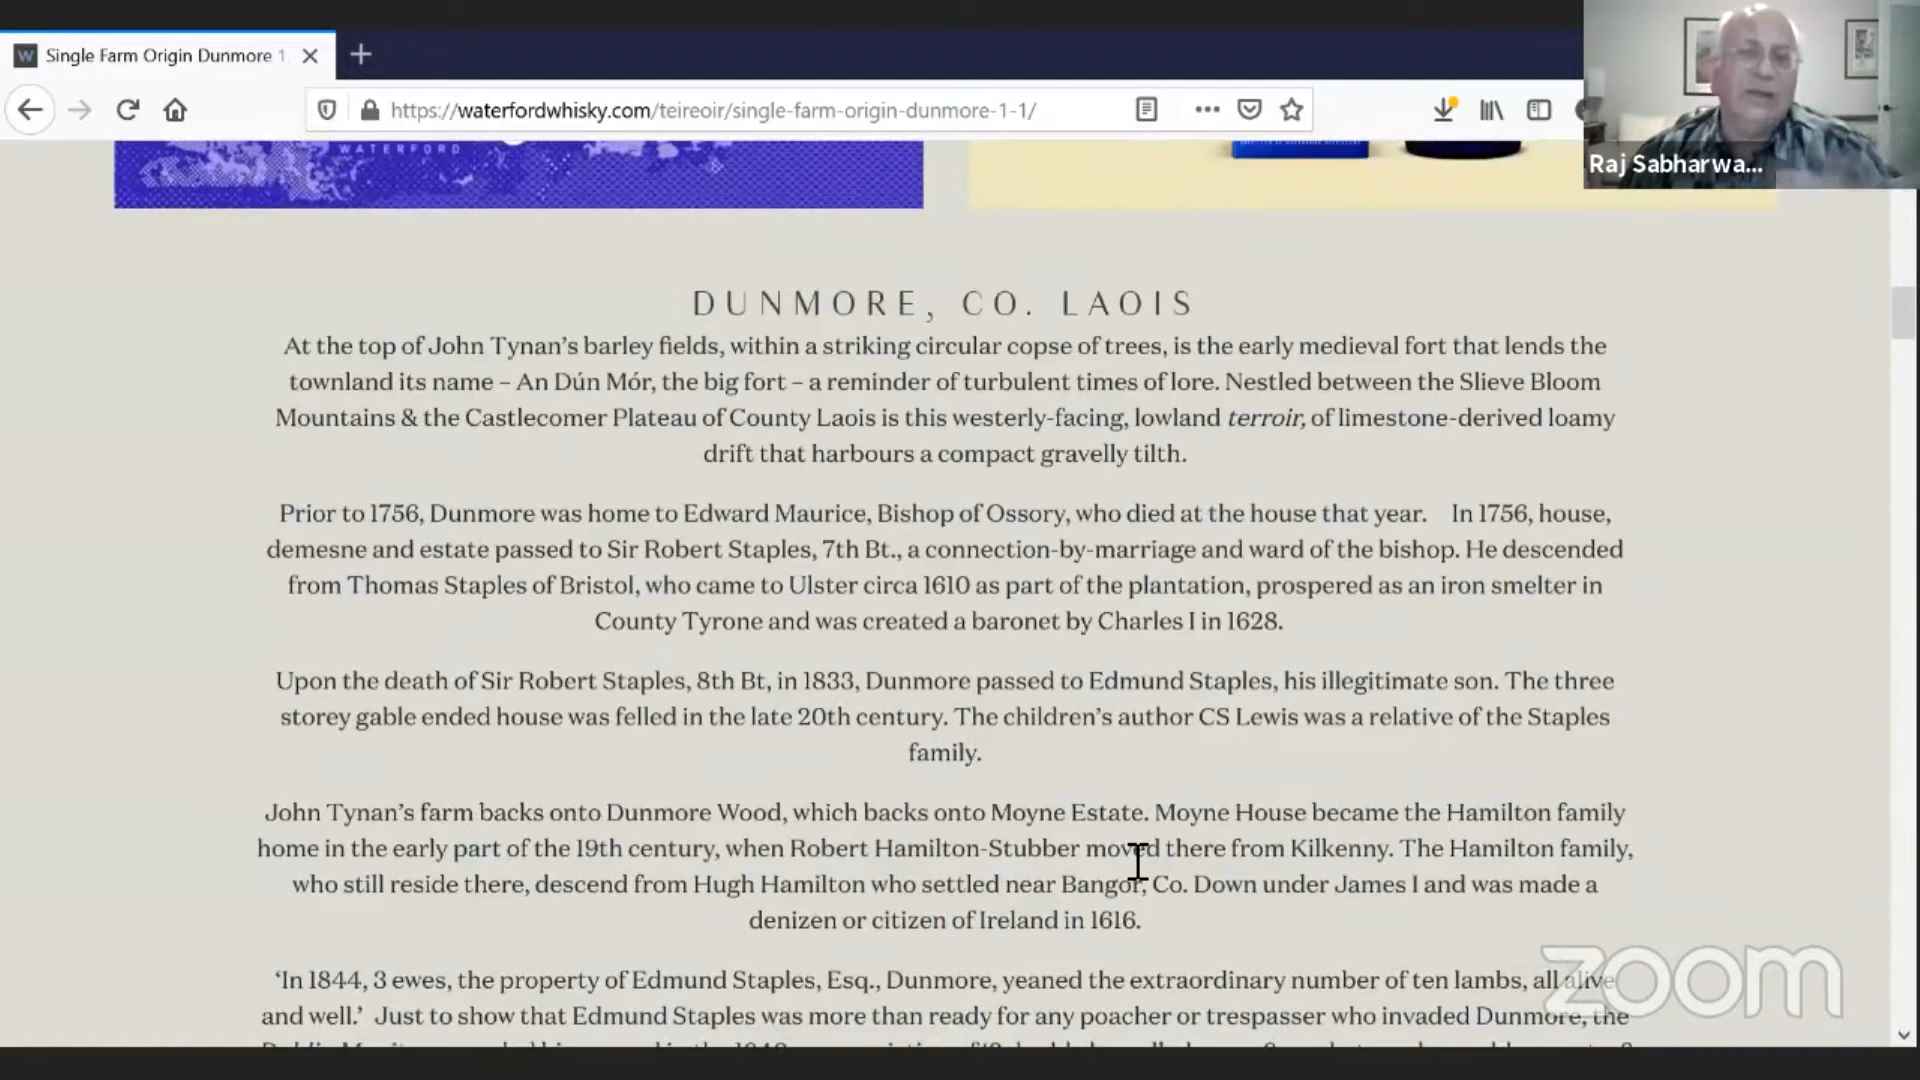 Single Farm Origin Dunmore 1
https://waterfordwhisky.com/teireoir/single-farm-origin-dunmore-1-1/
Raj Sabharwa...
WATERFORD
DUNMORE, CO. LAOIS
At the top of John Tynan’s barley fields, within a striking circular copse of trees, is the early medieval fort that lends the
townland its name – An Dún Mór, the big fort – a reminder of turbulent times of lore. Nestled between the Slieve Bloom
Mountains & the Castlecomer Plateau of County Laois is this westerly-facing, lowland terroir, of limestone-derived loamy
drift that harbours a compact gravelly tilth.
Prior to 1756, Dunmore was home to Edward Maurice, Bishop of Ossory, who died at the house that year. In 1756, house,
demesne and estate passed to Sir Robert Staples, 7th Bt., a connection-by-marriage and ward of the bishop. He descended
from Thomas Staples of Bristol, who came to Ulster circa 1610 as part of the plantation, prospered as an iron smelter in
County Tyrone and was created a baronet by Charles I in 1628.
Upon the death of Sir Robert Staples, 8th Bt, in 1833, Dunmore passed to Edmund Staples, his illegitimate son. The three
storey gable ended house was felled in the late 20th century. The children’s author CS Lewis was a relative of the Staples
family.
John Tynan’s farm backs onto Dunmore Wood, which backs onto Moyne Estate. Moyne House became the Hamilton family
home in the early part of the 19th century, when Robert Hamilton-Stubber moved there from Kilkenny. The Hamilton family,
who still reside there, descend from Hugh Hamilton who settled near Bangor, Co. Down under James I and was made a
denizen or citizen of Ireland in 1616.
‘In 1844, 3 ewes, the property of Edmund Staples, Esq., Dunmore, yeaned the extraordinary number of ten lambs, all alive
and well.’ Just to show that Edmund Staples was more than ready for any poacher or trespasser who invaded Dunmore, the
zoom